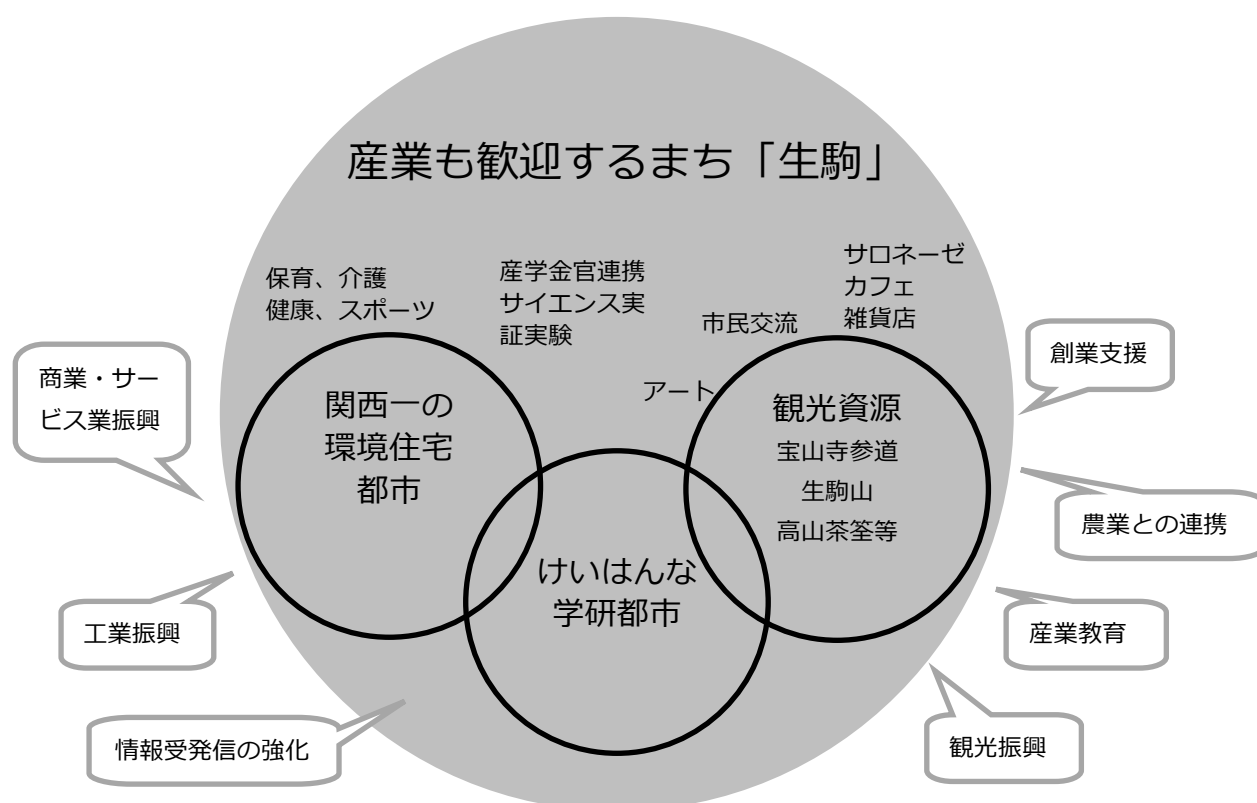 産業も歓迎するまち「生駒」
保育、介護
健康、スポーツ
産学金官連携
サイエンス実
証実験
市民交流
サロネーゼ
カフェ
雑貨店
アート
関西一の
環境住宅
都市
けいはんな
学研都市
観光資源
宝山寺参道
生駒山
高山茶筌等
商業・サー
ビス業振興
工業振興
情報受発信の強化
創業支援
農業との連携
産業教育
観光振興